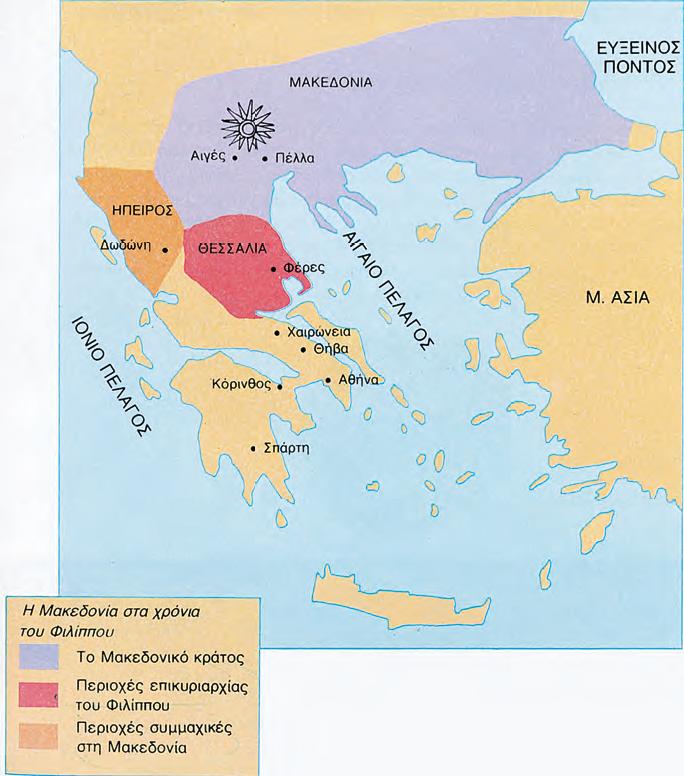 ΕΥΞΕΙΝΟΣ
ΠΟΝΤΟΣ
ΜΑΚΕΔΟΝΙΑ
Αιγές
Πέλλα
ΗΠΕΙΡΟΣ
Δωδώνη
ΘΕΣΣΑΛΙΑ
Φέρες
ΑΙΓΑΙΟ ΠΕΛΑΓΟΣ
Μ. ΑΣΙΑ
ΙΟΝΙΟ ΠΕΛΑΓΟΣ
Χαιρώνεια
Θήβα
Κόρινθος
Αθήνα
Σπάρτη
Η Μακεδονία στα χρόνια
του Φιλίππου
Το Μακεδονικό κράτος
Περιοχές επικυριαρχίας
του Φιλίππου
Περιοχές συμμαχικές
στη Μακεδονία